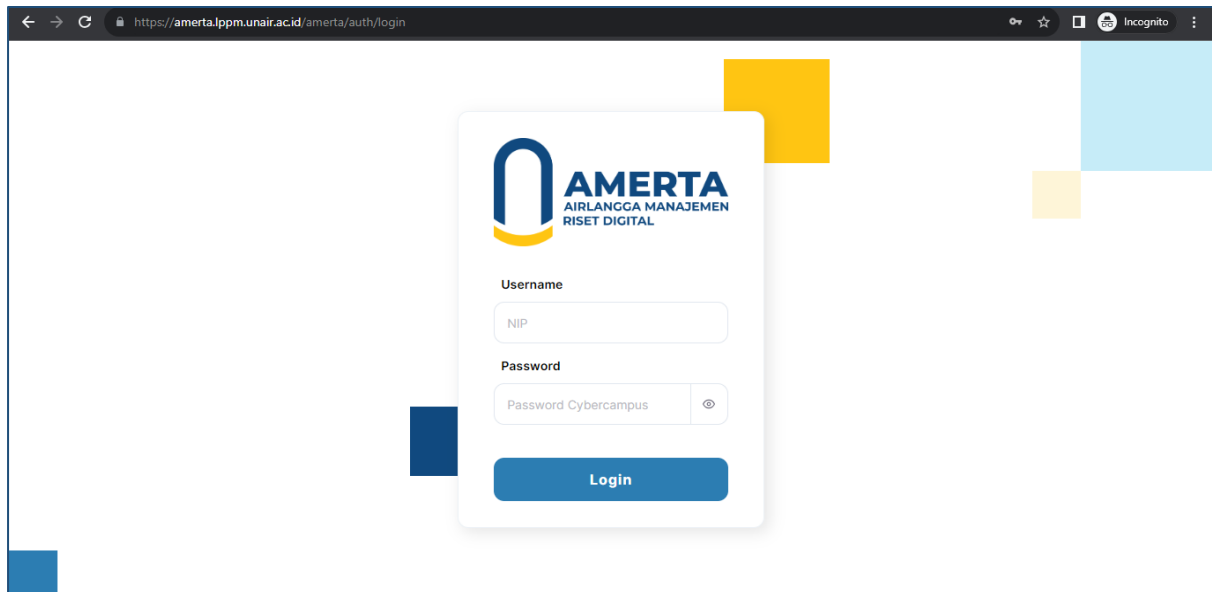 https://amerta.lppm.unair.ac.id/amerta/auth/login
Incognito
AMERTA
AIRLANGGA MANAJEMEN
RISET DIGITAL
Username
NIP
Password
Password Cybercampus
Login